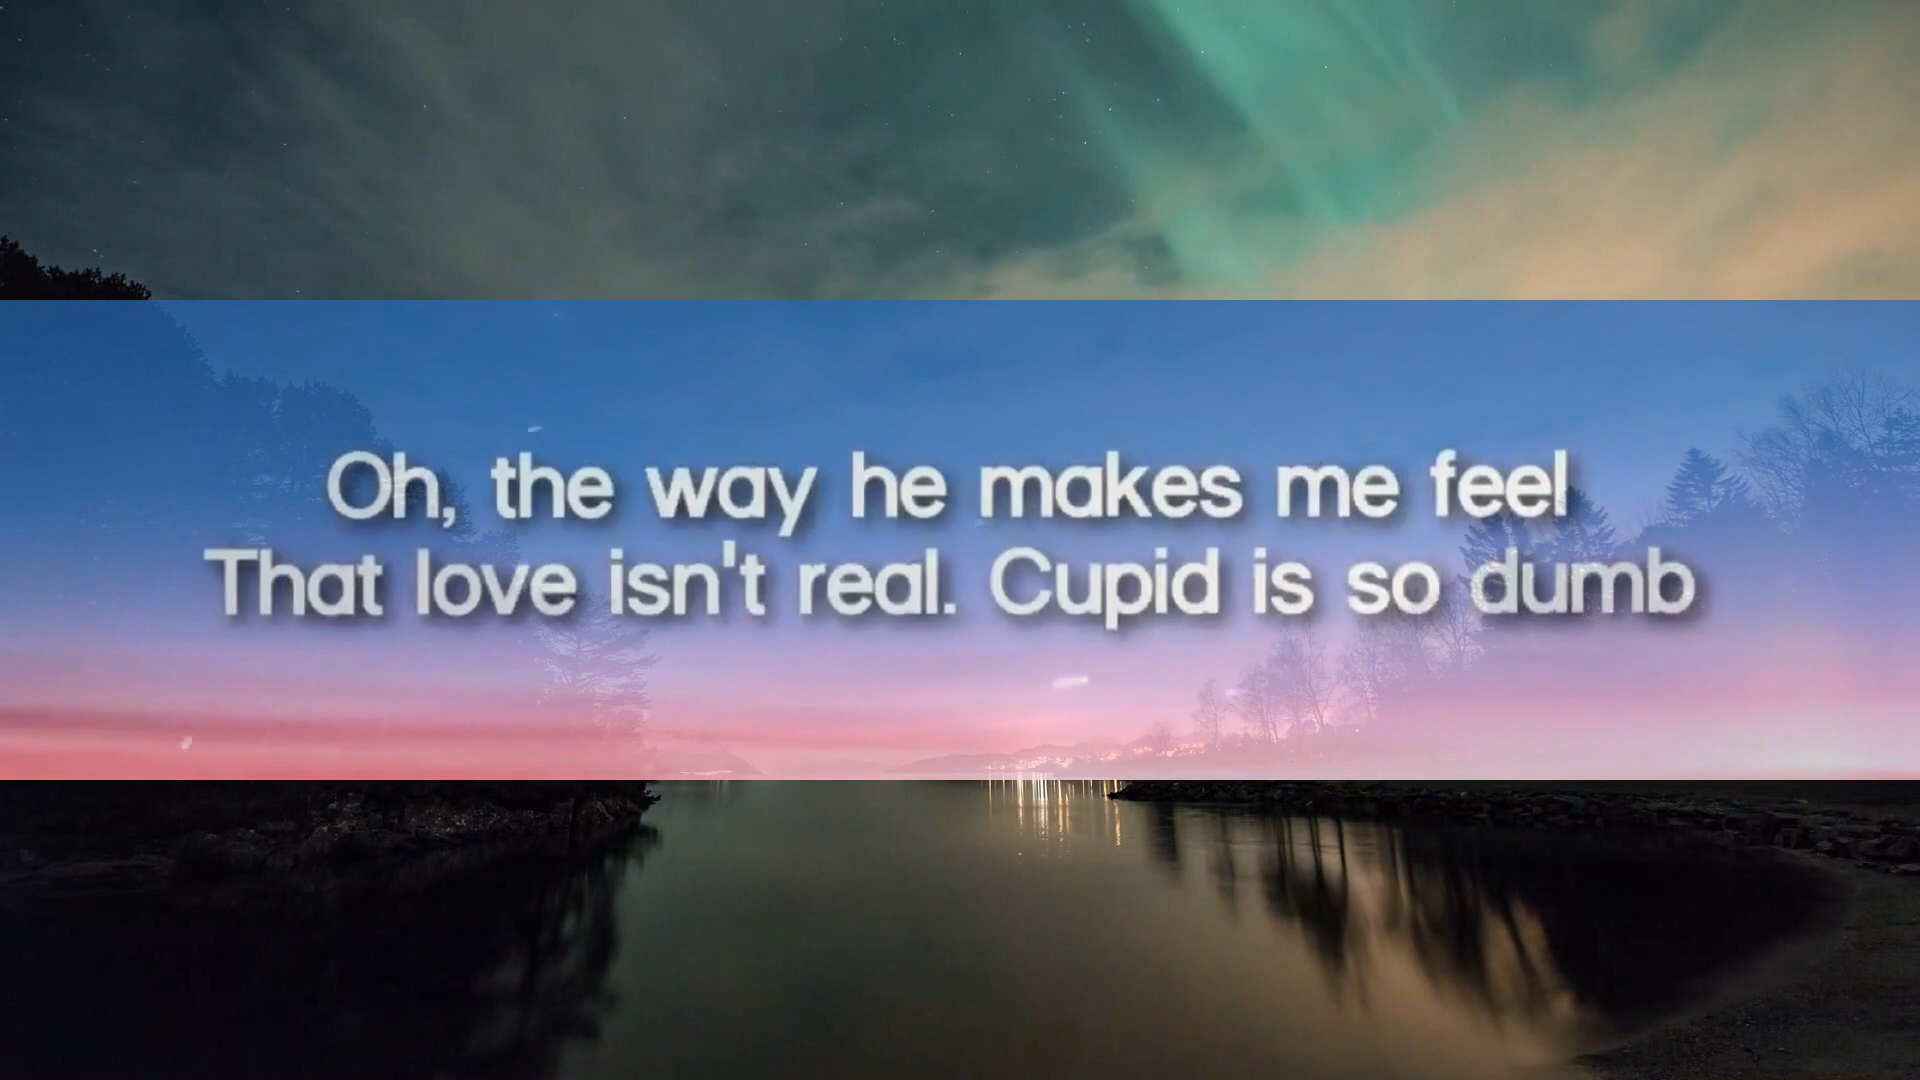 Oh, the way he makes me feel
That love isn't real. Cupid is so dumb